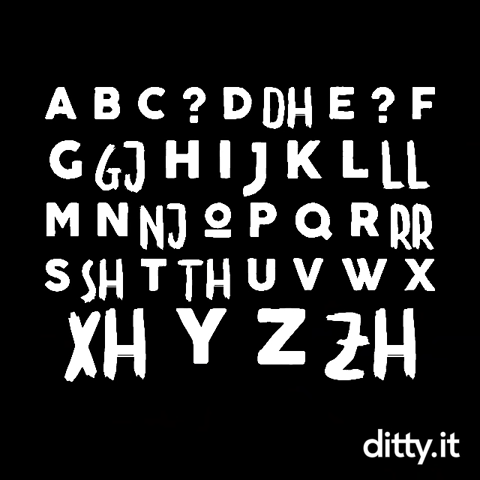 A B C ? D DH E ? F
G GJ H I J K L LL
M N NJ O P Q R RR
S SH T TH U V W X
XH Y Z ZH
ditty.it